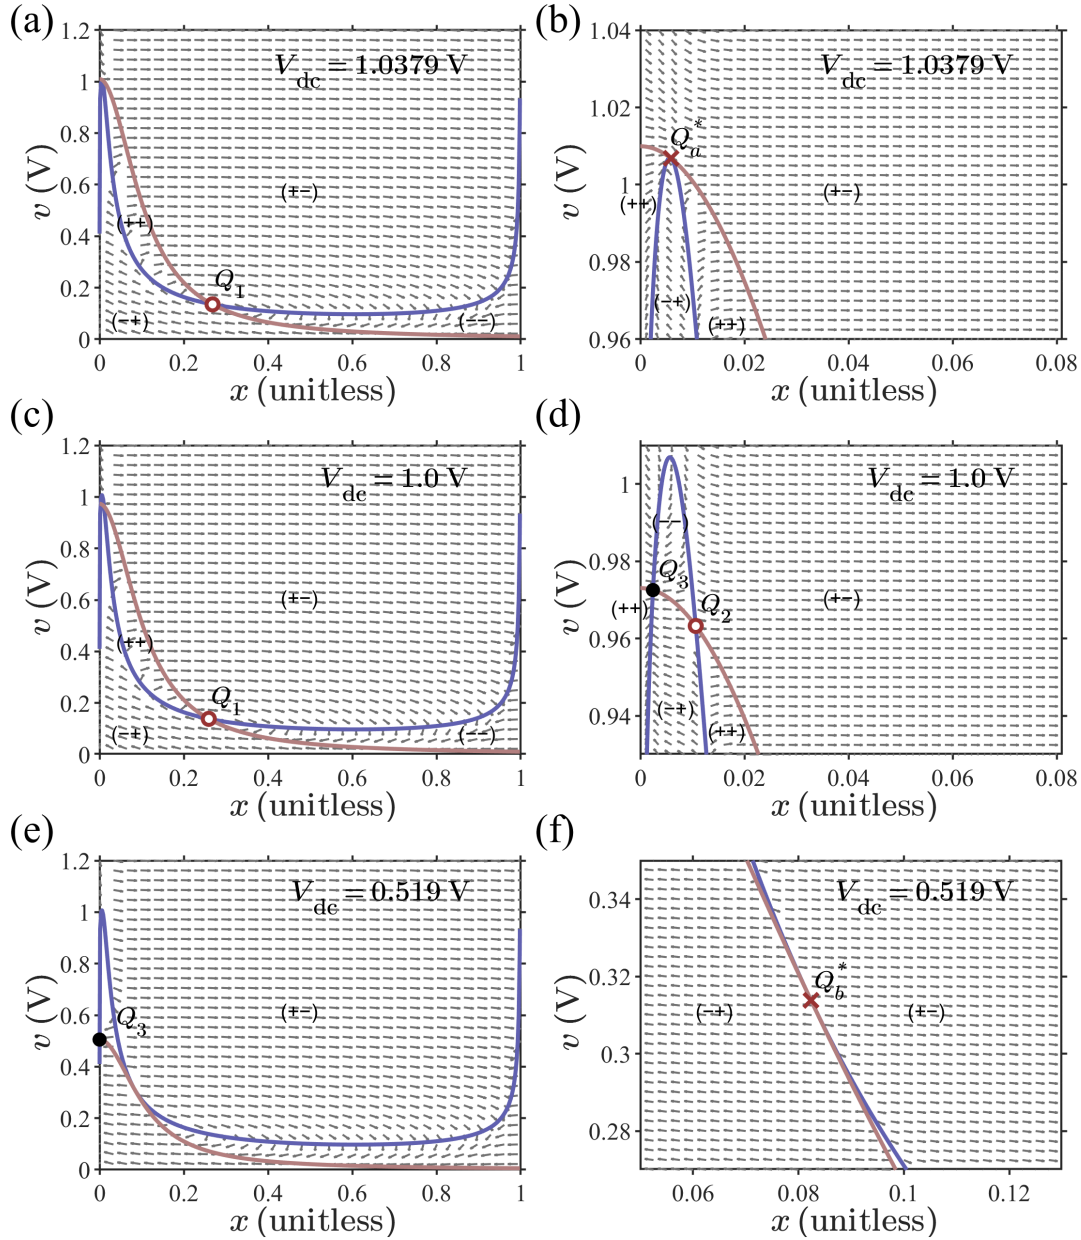 (a)
V_dc = 1.0379 V
1.2
1
0.8
0.6
0.4
0.2
0
v (V)
(+−)
(++)
Q_1
(−+)
(−−)
0 0.2 0.4 0.6 0.8 1
x (unitless)
(b)
V_dc = 1.0379 V
1.04
1.02
1
0.98
0.96
v (V)
Q_a^*
(++)
(+−)
(−+)
(++)
0 0.02 0.04 0.06 0.08
x (unitless)
(c)
V_dc = 1.0 V
1.2
1
0.8
0.6
0.4
0.2
0
v (V)
(+−)
(++)
Q_1
(−+)
(−−)
0 0.2 0.4 0.6 0.8 1
x (unitless)
(d)
V_dc = 1.0 V
1
0.98
0.96
0.94
v (V)
(−−)
Q_3
(++)
Q_2
(+−)
(−+)
(++)
0 0.02 0.04 0.06 0.08
x (unitless)
(e)
V_dc = 0.519 V
1.2
1
0.8
0.6
0.4
0.2
0
v (V)
Q_3
(+−)
0 0.2 0.4 0.6 0.8 1
x (unitless)
(f)
V_dc = 0.519 V
0.34
0.32
0.3
0.28
v (V)
Q_b^*
(−+)
(+−)
0.06 0.08 0.1 0.12
x (unitless)